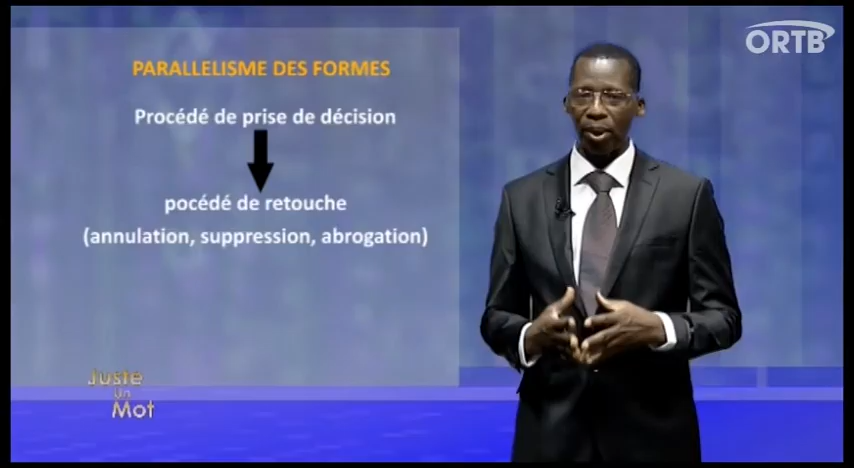 ORTB
PARALLELISME DES FORMES
Procédé de prise de décision
pocédé de retouche
(annulation, suppression, abrogation)
Juste
Un
Mot